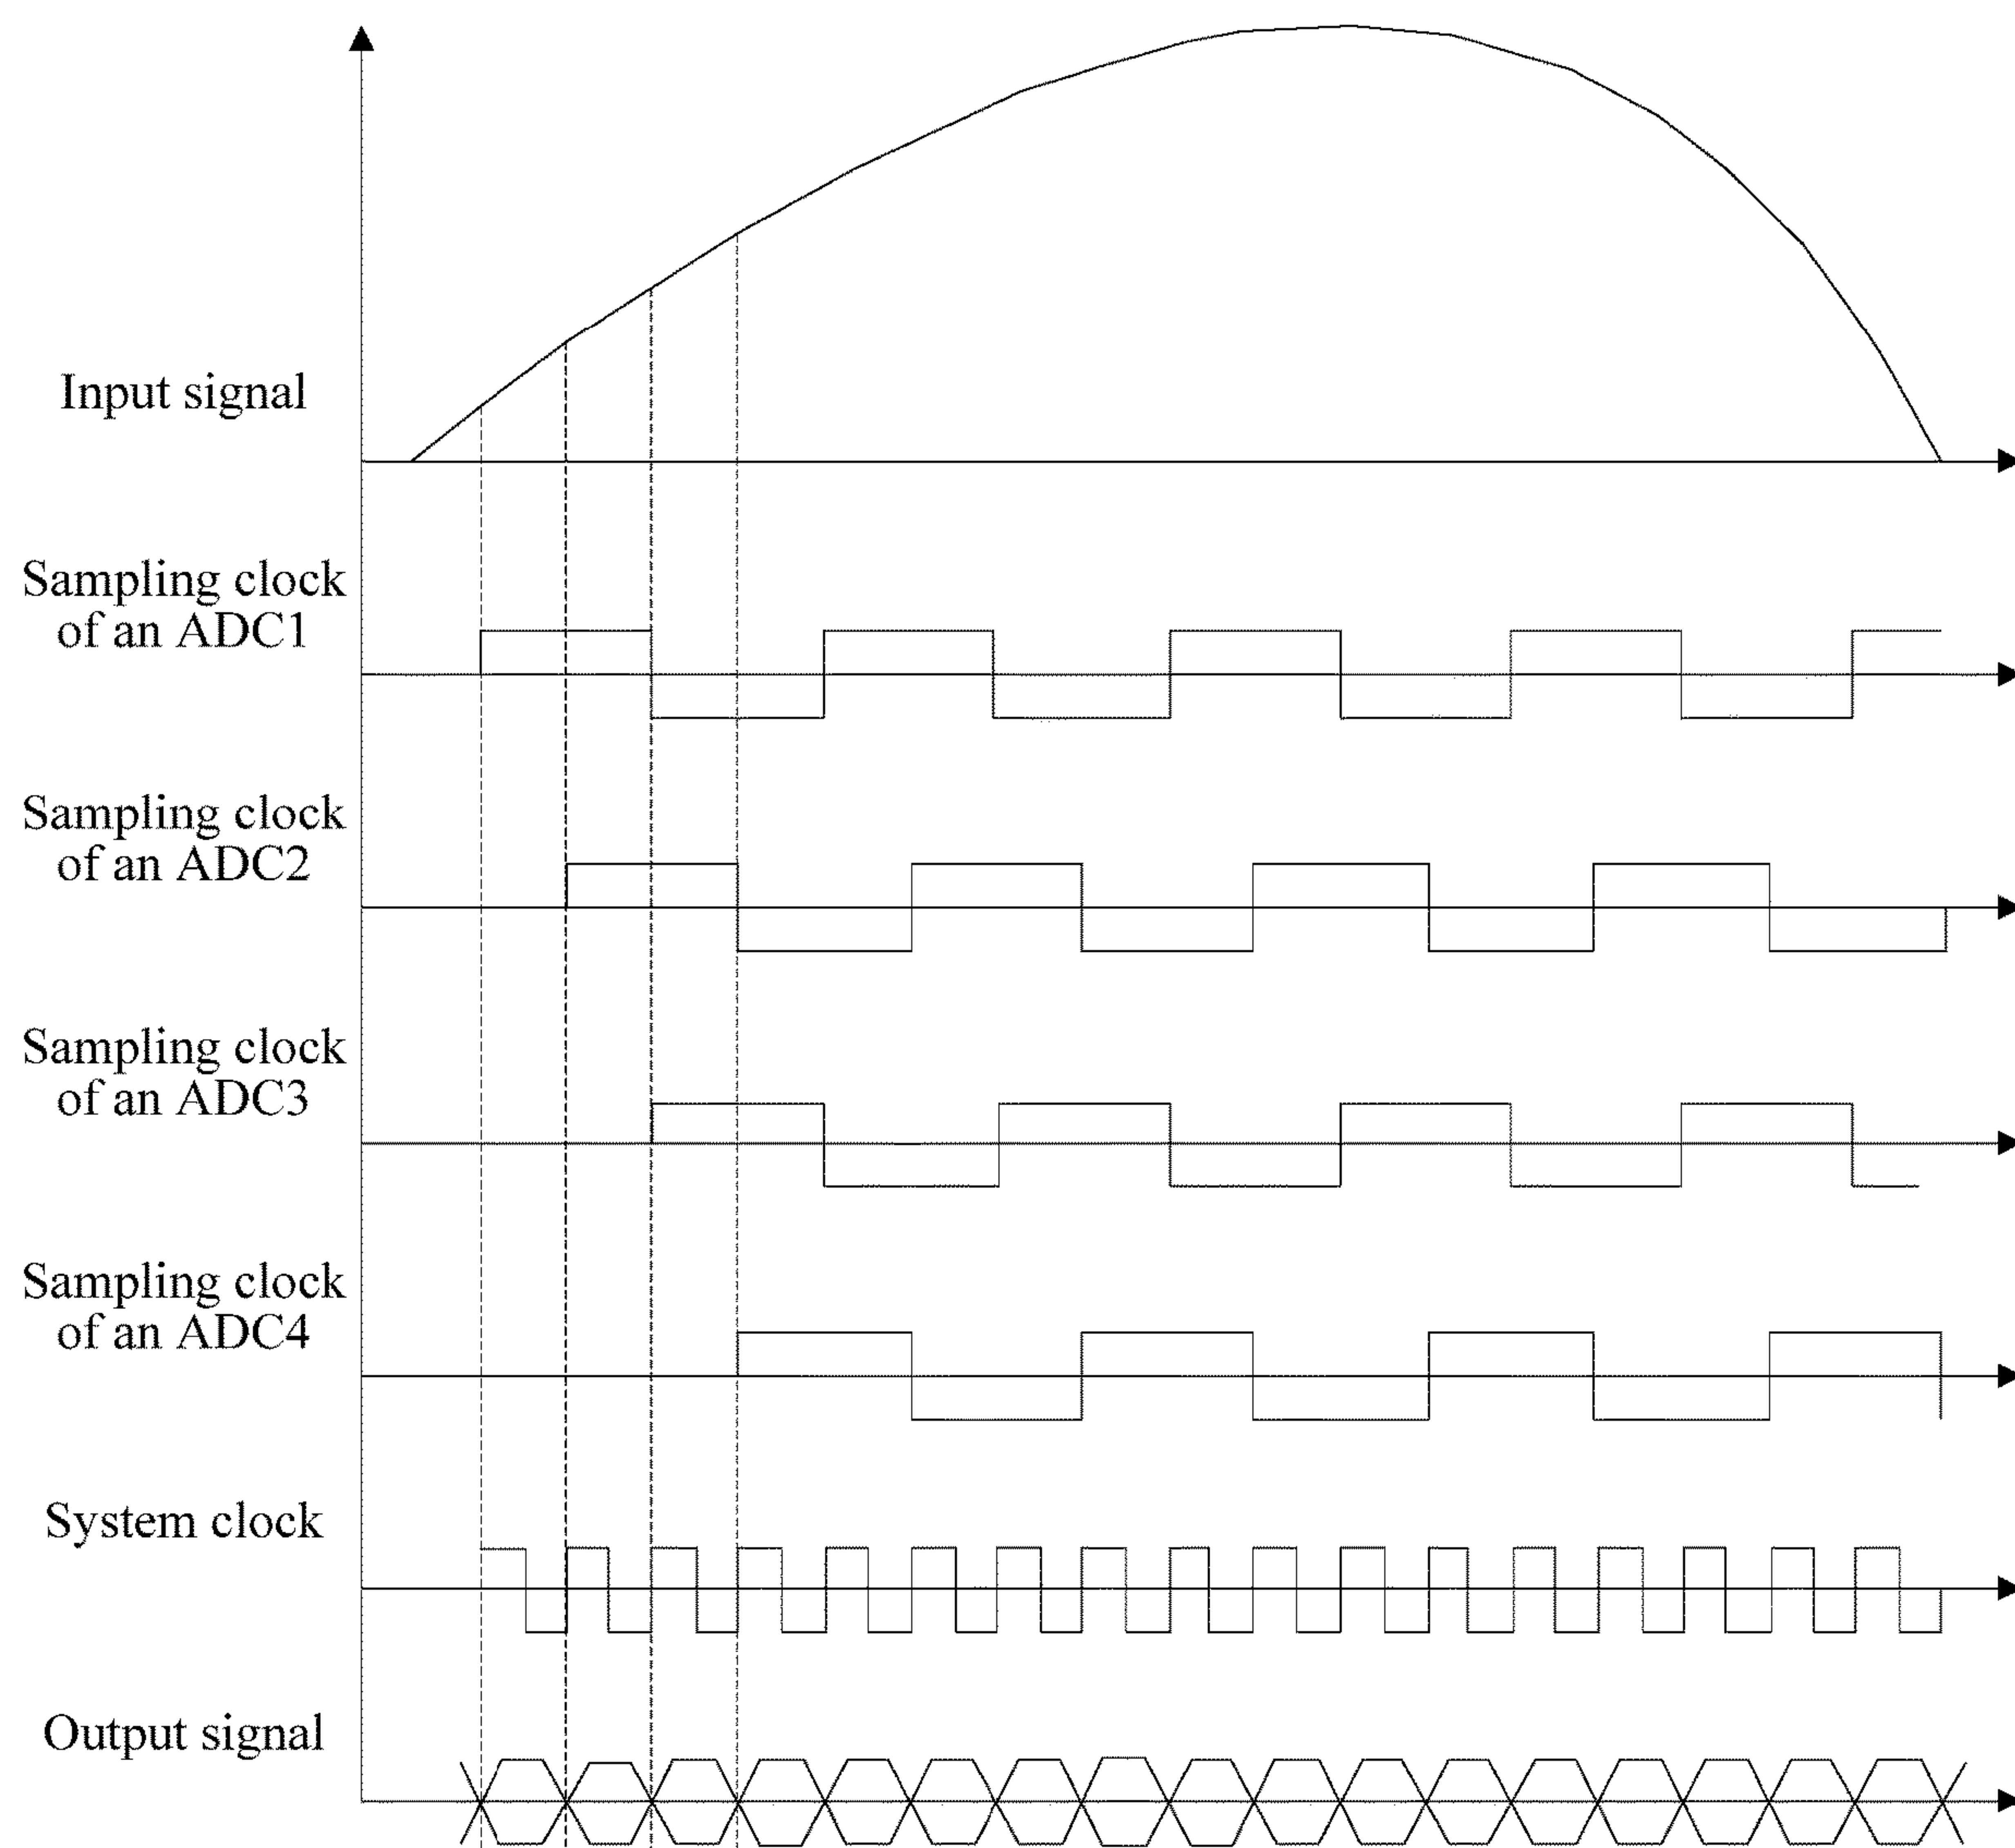 Input signal
Sampling clock
of an ADC1
Sampling clock
of an ADC2
Sampling clock
of an ADC3
Sampling clock
of an ADC4
System clock
Output signal